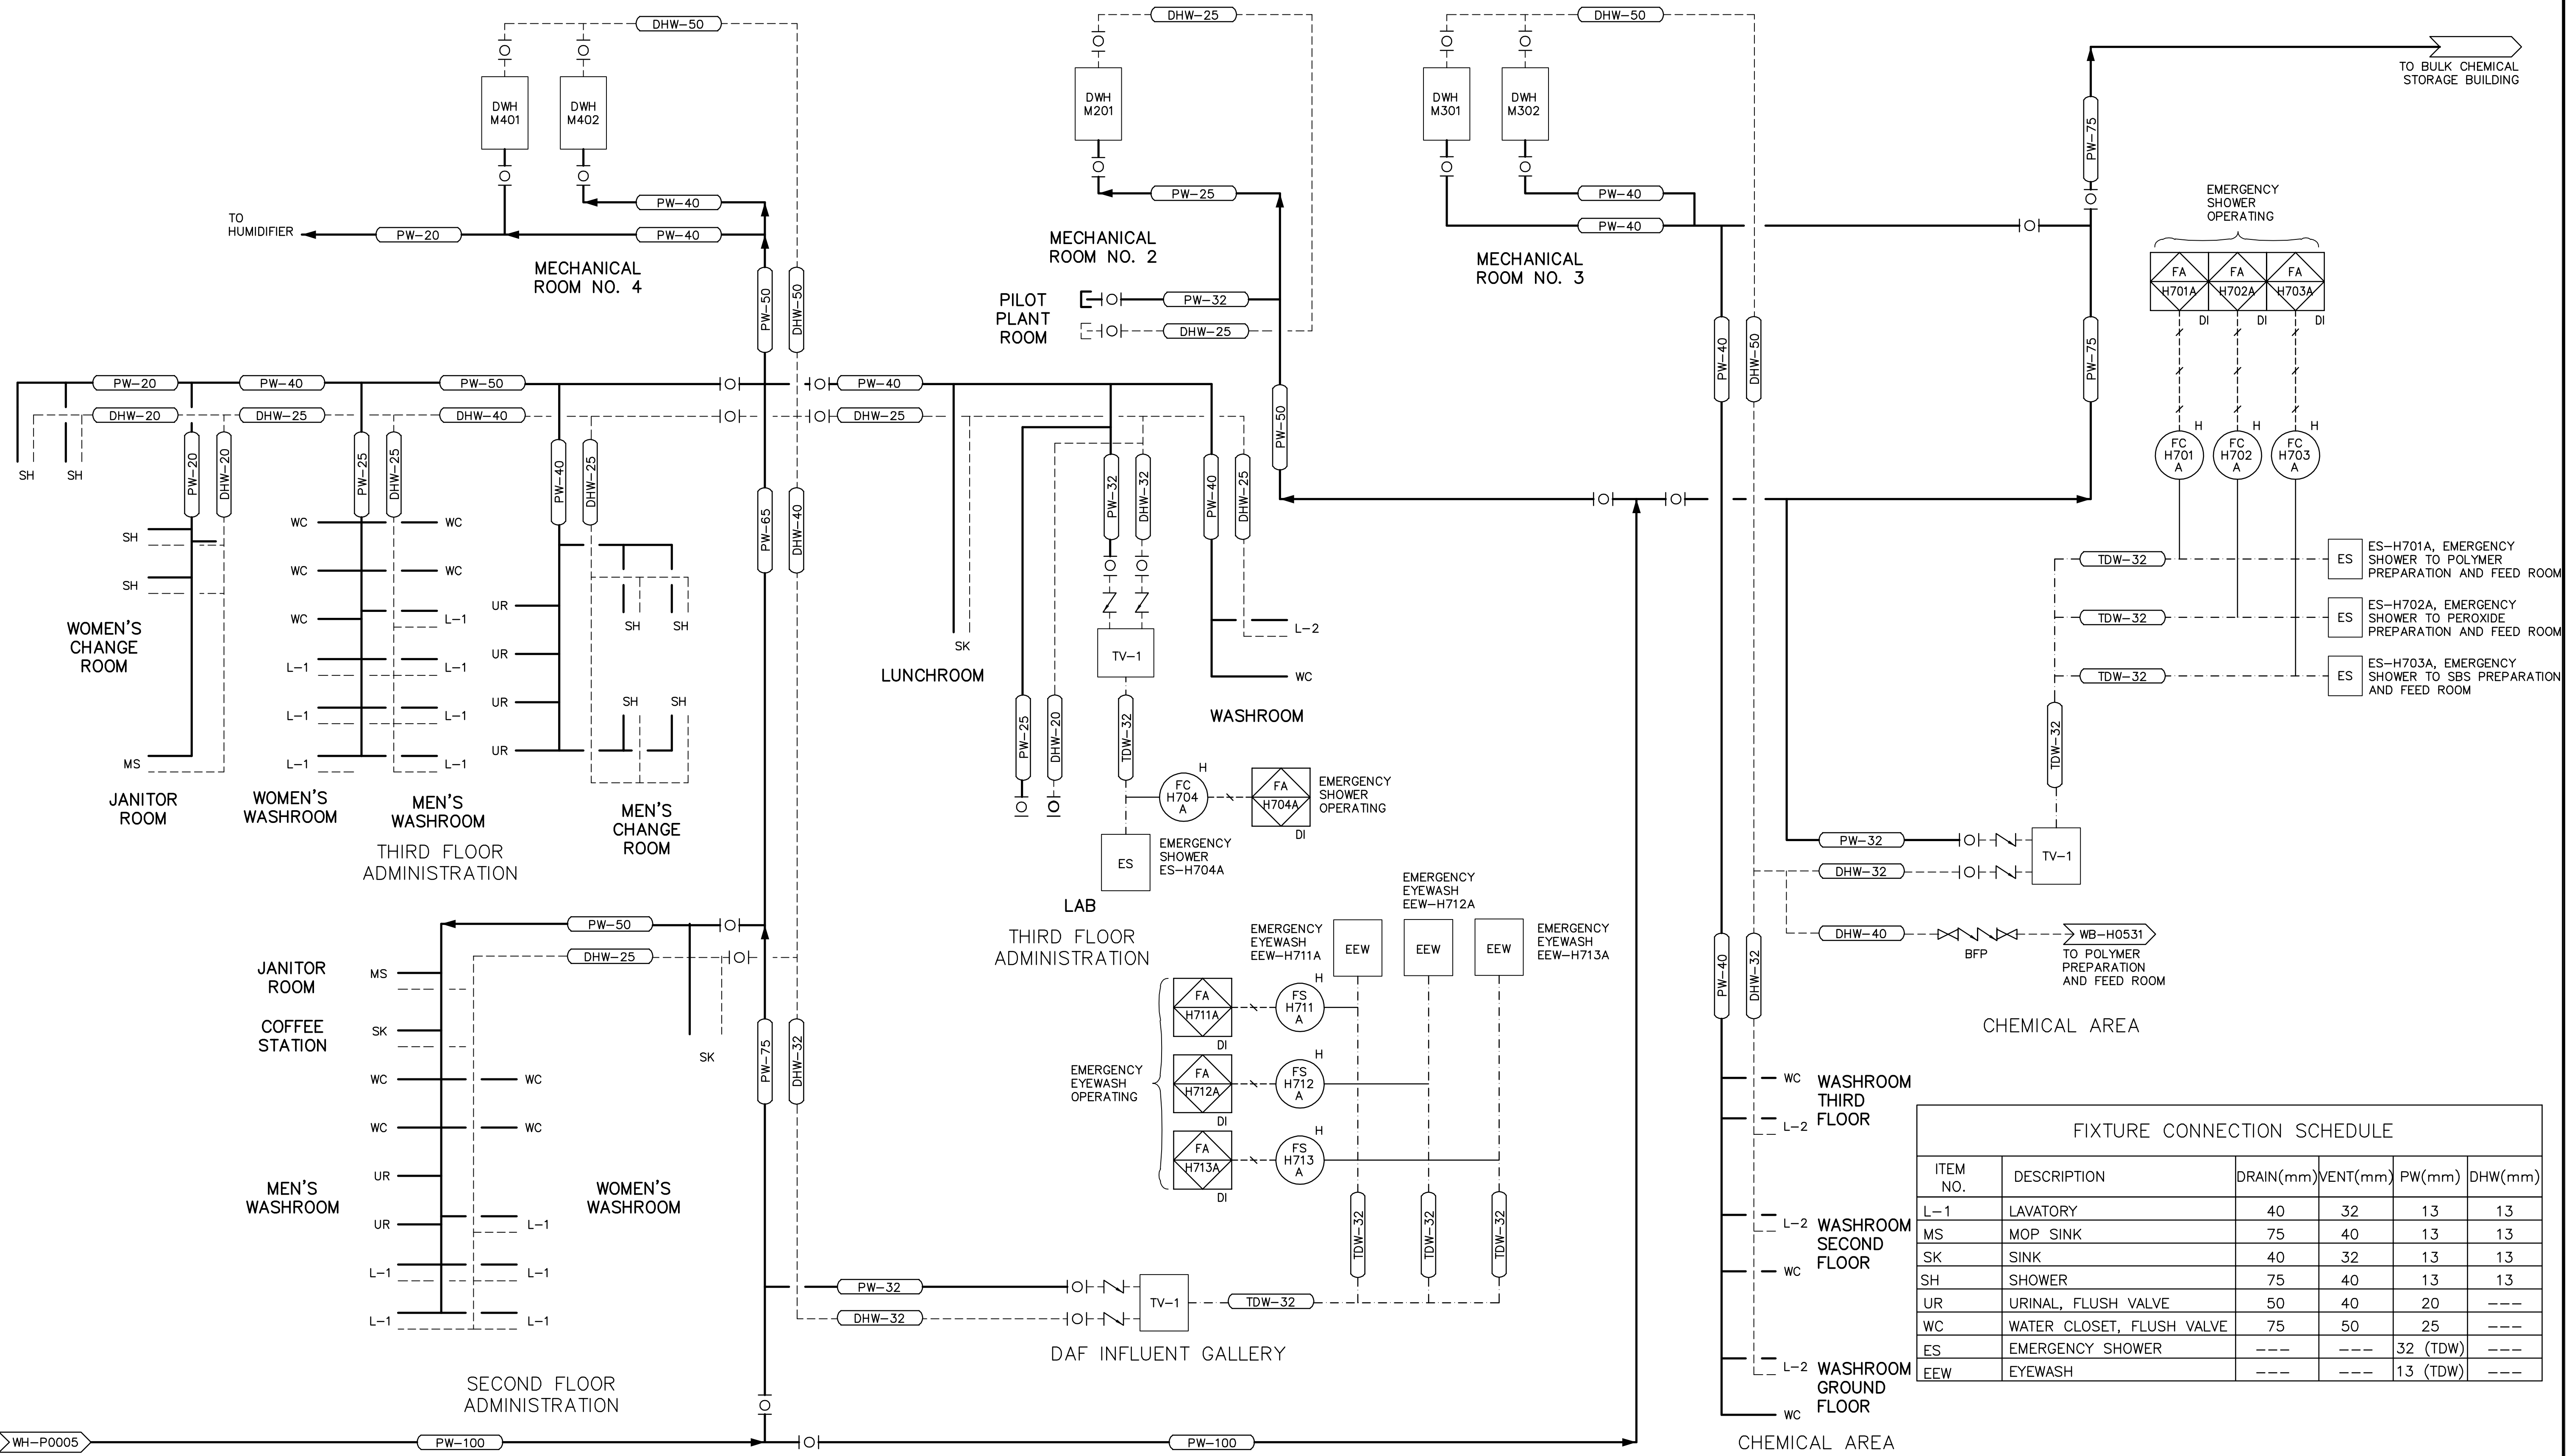 DHW-50
DHW-25
DHW-50
TO BULK CHEMICAL
STORAGE BUILDING
DWH
M401
DWH
M402
DWH
M201
DWH
M301
DWH
M302
PW-75
PW-40
PW-25
PW-40
TO
HUMIDIFIER
PW-20
PW-40
PW-40
EMERGENCY
SHOWER
OPERATING
MECHANICAL
ROOM NO. 4
MECHANICAL
ROOM NO. 2
MECHANICAL
ROOM NO. 3
FA
H701A
DI
FA
H702A
DI
FA
H703A
DI
PW-50
DHW-50
PILOT
PLANT
ROOM
PW-32
DHW-25
PW-40
DHW-50
PW-75
PW-20
PW-40
PW-50
PW-40
DHW-20
DHW-25
DHW-40
DHW-25
PW-50
H
FC
H701
A
H
FC
H702
A
H
FC
H703
A
SH
SH
PW-20
DHW-20
PW-25
DHW-25
PW-40
DHW-25
PW-65
DHW-40
PW-32
DHW-32
PW-40
DHW-25
SH
SH
WC
WC
WC
WC
WC
L-1
L-1
L-1
L-1
L-1
L-1
L-1
MS
UR
UR
UR
UR
SH
SH
SH
SH
WOMEN'S
CHANGE
ROOM
JANITOR
ROOM
WOMEN'S
WASHROOM
MEN'S
WASHROOM
MEN'S
CHANGE
ROOM
THIRD FLOOR
ADMINISTRATION
SK
LUNCHROOM
TV-1
L-2
WC
WASHROOM
PW-25
DHW-20
TDW-32
H
FC
H704
A
FA
H704A
DI
EMERGENCY
SHOWER
OPERATING
ES
EMERGENCY
SHOWER
ES-H704A
LAB
THIRD FLOOR
ADMINISTRATION
TDW-32
ES
ES-H701A, EMERGENCY
SHOWER TO POLYMER
PREPARATION AND FEED ROOM
TDW-32
ES
ES-H702A, EMERGENCY
SHOWER TO PEROXIDE
PREPARATION AND FEED ROOM
TDW-32
ES
ES-H703A, EMERGENCY
SHOWER TO SBS PREPARATION
AND FEED ROOM
TDW-32
PW-32
DHW-32
TV-1
DHW-40
BFP
WB-H0531
TO POLYMER
PREPARATION
AND FEED ROOM
CHEMICAL AREA
PW-50
DHW-25
JANITOR
ROOM
MS
COFFEE
STATION
SK
WC
WC
WC
WC
UR
UR
L-1
L-1
L-1
L-1
L-1
SK
MEN'S
WASHROOM
WOMEN'S
WASHROOM
SECOND FLOOR
ADMINISTRATION
PW-75
DHW-32
EMERGENCY
EYEWASH
EEW-H711A
EEW
EMERGENCY
EYEWASH
EEW-H712A
EEW
EEW
EMERGENCY
EYEWASH
EEW-H713A
EMERGENCY
EYEWASH
OPERATING
FA
H711A
DI
H
FS
H711
A
FA
H712A
DI
H
FS
H712
A
FA
H713A
DI
H
FS
H713
A
TDW-32
TDW-32
TDW-32
PW-32
DHW-32
TV-1
TDW-32
DAF INFLUENT GALLERY
PW-40
DHW-32
WC
L-2
WASHROOM
THIRD
FLOOR
L-2
WC
WASHROOM
SECOND
FLOOR
L-2
WC
WASHROOM
GROUND
FLOOR
CHEMICAL AREA
FIXTURE CONNECTION SCHEDULE
ITEM NO. DESCRIPTION DRAIN(mm) VENT(mm) PW(mm) DHW(mm)
L-1 LAVATORY 40 32 13 13
MS MOP SINK 75 40 13 13
SK SINK 40 32 13 13
SH SHOWER 75 40 13 13
UR URINAL, FLUSH VALVE 50 40 20 ---
WC WATER CLOSET, FLUSH VALVE 75 50 25 ---
ES EMERGENCY SHOWER --- --- 32 (TDW) ---
EEW EYEWASH --- --- 13 (TDW) ---
WH-P0005
PW-100
PW-100